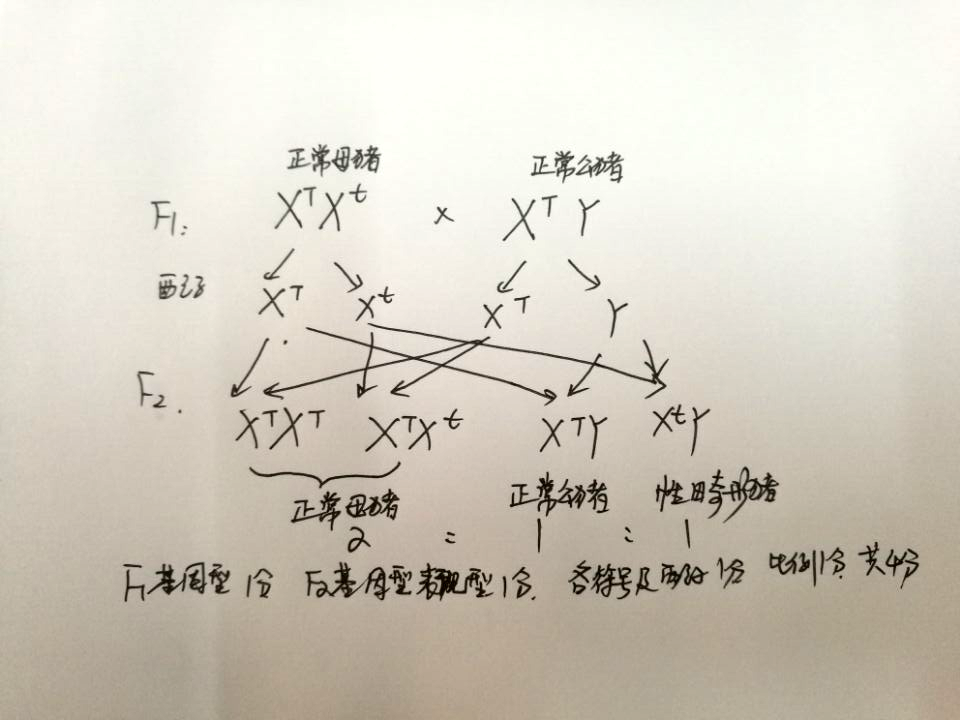 正常母猪 正常公猪
F1: XᵀXᵗ × XᵀY
配子 Xᵀ Xᵗ Xᵀ Y
F2. XᵀXᵀ XᵀXᵗ XᵀY XᵗY
正常母猪 正常公猪 性母畸形猪
2 : 1 : 1
F1基因型1分 F2基因型表现型1分. 各符号及配子1分 比例1分 共4分